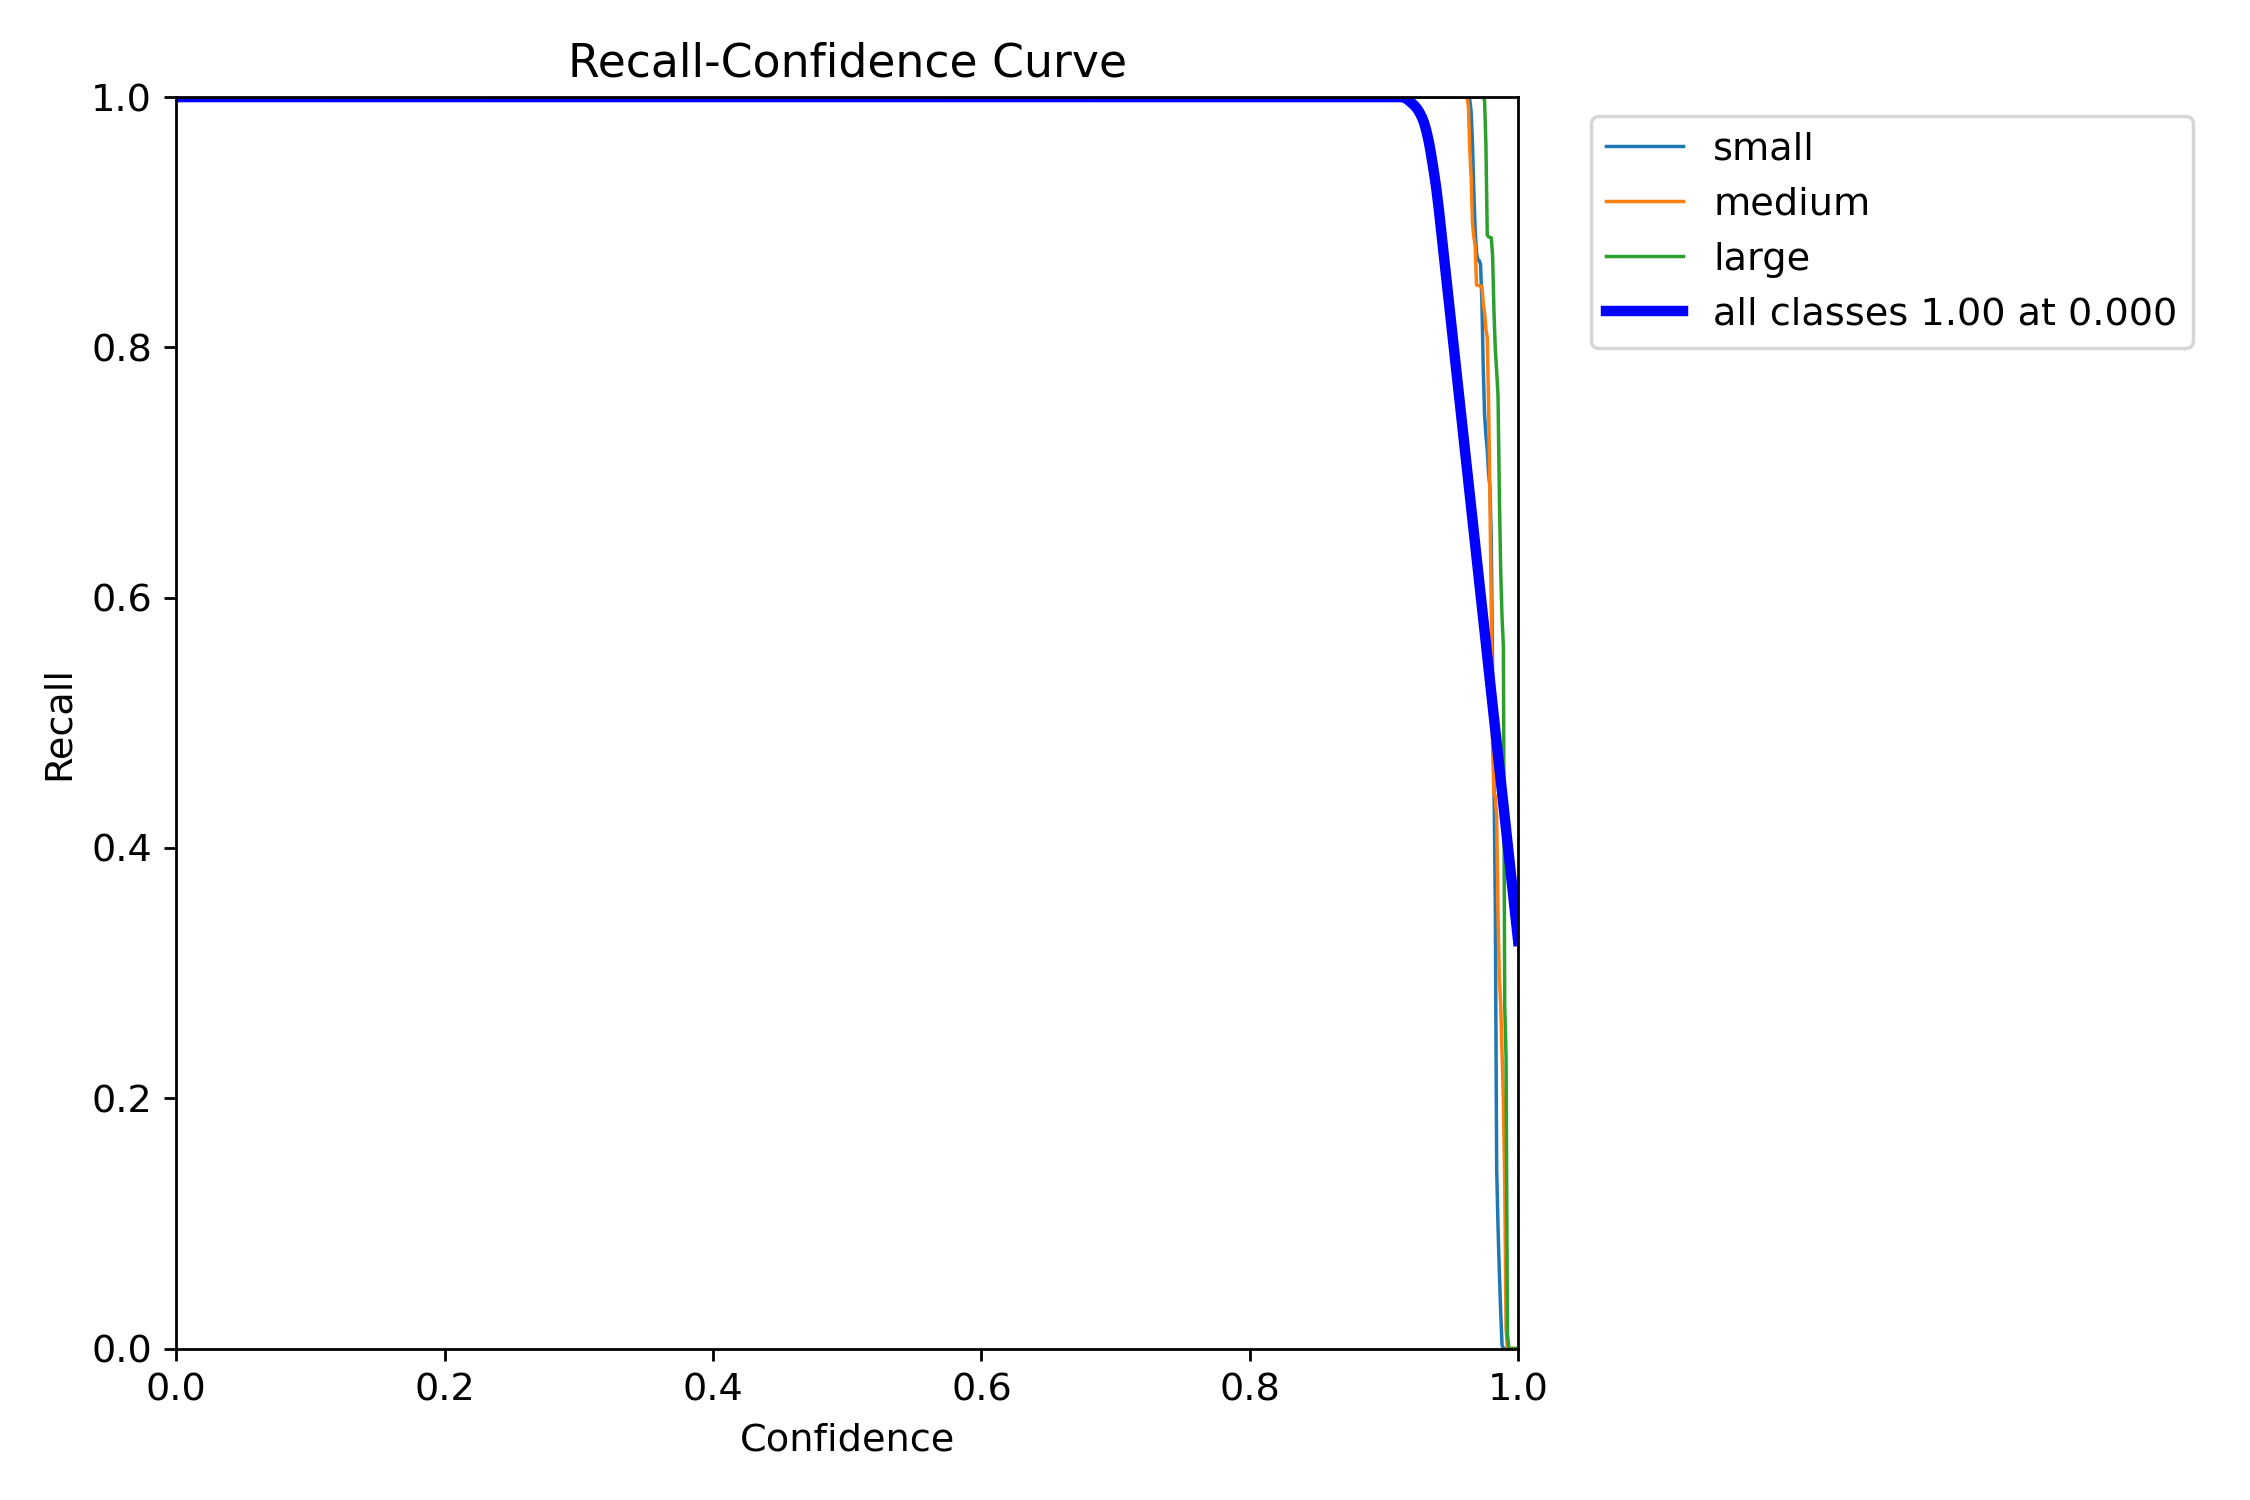 Recall-Confidence Curve
1.0
0.8
0.6
0.4
0.2
0.0
Recall
0.0 0.2 0.4 0.6 0.8 1.0
Confidence
small
medium
large
all classes 1.00 at 0.000